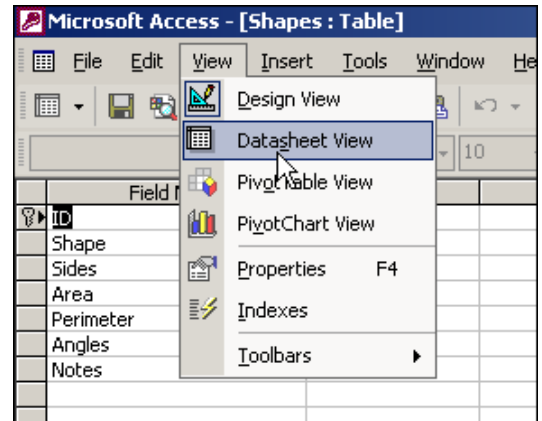 Microsoft Access - [Shapes : Table]
File Edit View Insert Tools Window He
Design View
Datasheet View
10
PivotTable View
Field N
ID
PivotChart View
Shape
Sides
Properties F4
Area
Perimeter
Indexes
Angles
Toolbars
Notes